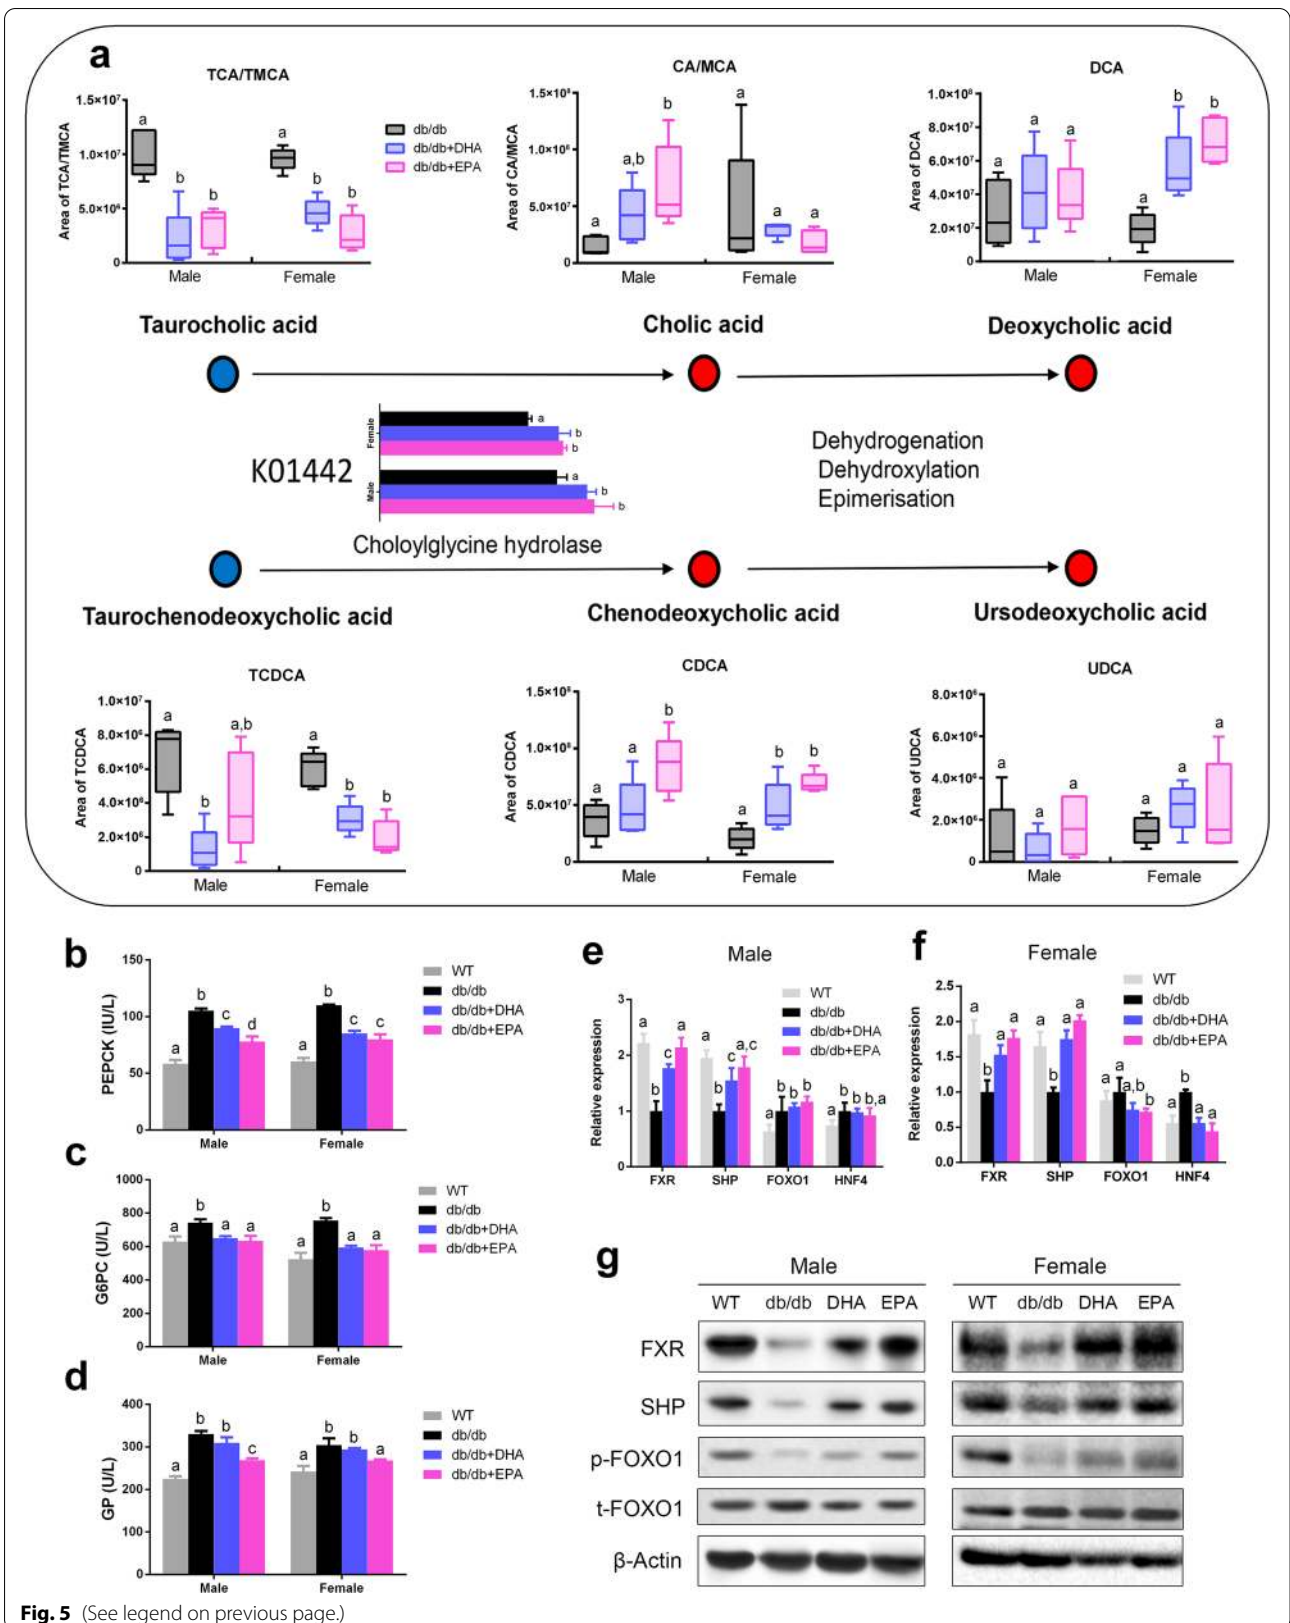 a
TCA/TMCA
Area of TCA/TMCA
1.5×10⁷
1.0×10⁷
5.0×10⁶
0
a
b
b
a
b
b
Male
Female
db/db
db/db+DHA
db/db+EPA
CA/MCA
Area of CA/MCA
1.5×10⁸
1.0×10⁸
5.0×10⁷
0
a
a,b
b
a
a
a
Male
Female
DCA
Area of DCA
1.0×10⁸
8.0×10⁷
6.0×10⁷
4.0×10⁷
2.0×10⁷
0
a
a
a
a
b
b
Male
Female
Taurocholic acid
Cholic acid
Deoxycholic acid
K01442
Female
a
b
b
Male
a
b
b
Choloylglycine hydrolase
Dehydrogenation
Dehydroxylation
Epimerisation
Taurochenodeoxycholic acid
Chenodeoxycholic acid
Ursodeoxycholic acid
TCDCA
Area of TCDCA
1.0×10⁷
8.0×10⁶
6.0×10⁶
4.0×10⁶
2.0×10⁶
0
a
b
a,b
a
b
b
Male
Female
CDCA
Area of CDCA
1.5×10⁸
1.0×10⁸
5.0×10⁷
0
a
a
b
a
b
b
Male
Female
UDCA
Area of UDCA
8.0×10⁶
6.0×10⁶
4.0×10⁶
2.0×10⁶
0
a
a
a
a
a
a
Male
Female
b
PEPCK (IU/L)
150
100
50
0
a
b
c
d
a
b
c
c
Male
Female
WT
db/db
db/db+DHA
db/db+EPA
c
G6PC (U/L)
1000
800
600
400
200
0
a
b
a
a
a
b
a
a
Male
Female
WT
db/db
db/db+DHA
db/db+EPA
d
GP (U/L)
400
300
200
100
0
a
b
b
c
a
b
b
a
Male
Female
WT
db/db
db/db+DHA
db/db+EPA
e
Male
Relative expression
3
2
1
0
a
b
c
a
a
b
c
a,c
a
b
b
b
a
b
b
b,a
FXR
SHP
FOXO1
HNF4
WT
db/db
db/db+DHA
db/db+EPA
f
Female
Relative expression
2.5
2.0
1.5
1.0
0.5
0.0
a
b
a
a
a
b
a
a
a
a
a,b
b
a
b
a
a
FXR
SHP
FOXO1
HNF4
WT
db/db
db/db+DHA
db/db+EPA
g
Male
Female
WT db/db DHA EPA
WT db/db DHA EPA
FXR
SHP
p-FOXO1
t-FOXO1
β-Actin
Fig. 5 (See legend on previous page.)